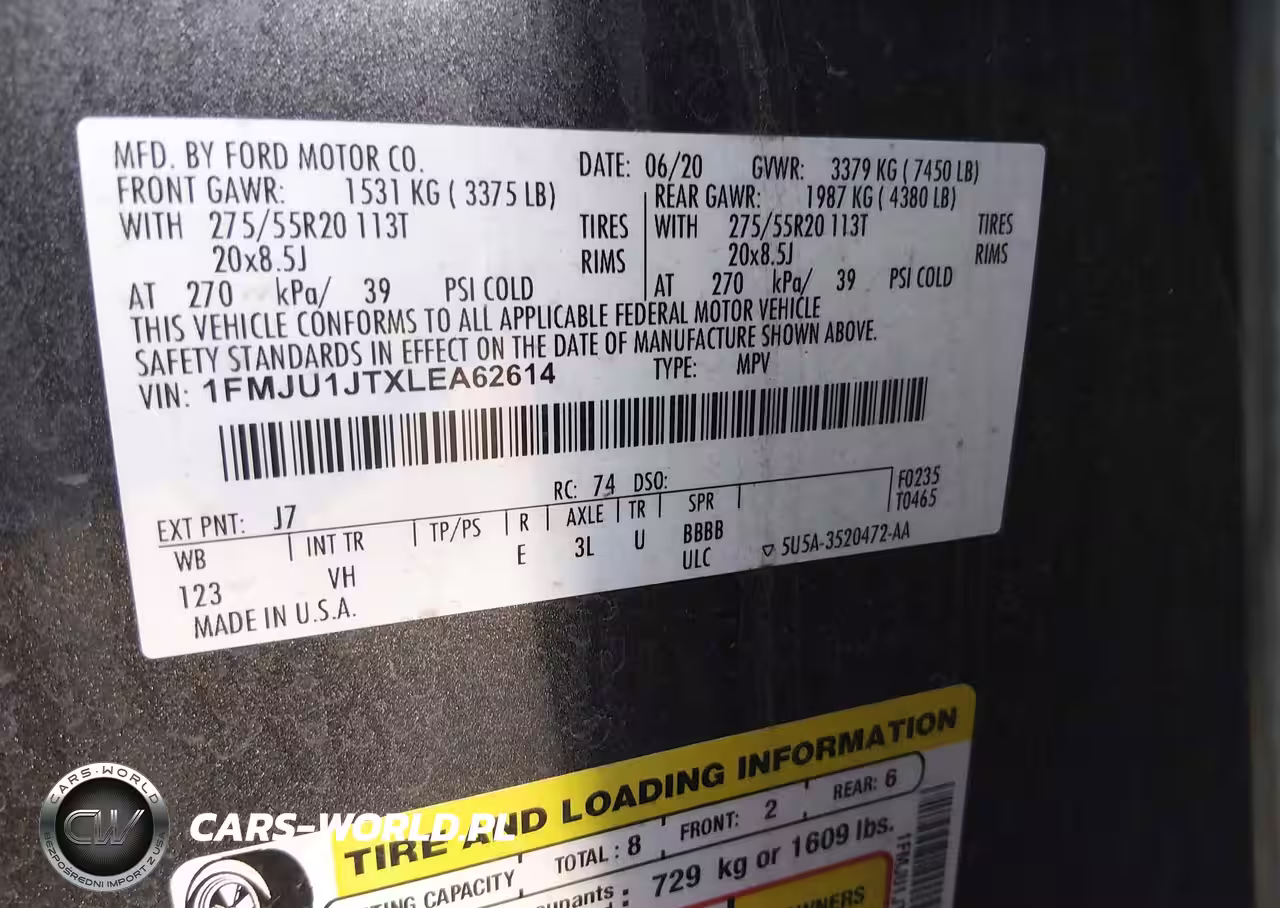 MFD. BY FORD MOTOR CO. DATE: 06/20 GVWR: 3379 KG ( 7450 LB)
FRONT GAWR: 1531 KG ( 3375 LB) REAR GAWR: 1987 KG ( 4380 LB)
WITH 275/55R20 113T TIRES WITH 275/55R20 113T TIRES
20x8.5J RIMS 20x8.5J RIMS
AT 270 kPa/ 39 PSI COLD AT 270 kPa/ 39 PSI COLD
THIS VEHICLE CONFORMS TO ALL APPLICABLE FEDERAL MOTOR VEHICLE
SAFETY STANDARDS IN EFFECT ON THE DATE OF MANUFACTURE SHOWN ABOVE.
VIN: 1FMJU1JTXLEA62614 TYPE: MPV
EXT PNT: J7 RC: 74 DSO: F0235
T0465
WB INT TR TP/PS R AXLE TR SPR
123 VH E 3L U BBBB
ULC
▽ 5U5A-3520472-AA
MADE IN U.S.A.
TIRE AND LOADING INFORMATION
TOTAL : 8 FRONT: 2 REAR: 6
CAPACITY
729 kg or 1609 lbs.
CARS-WORLD
CW
BEZPOŚREDNI IMPORT Z USA
CARS-WORLD.PL